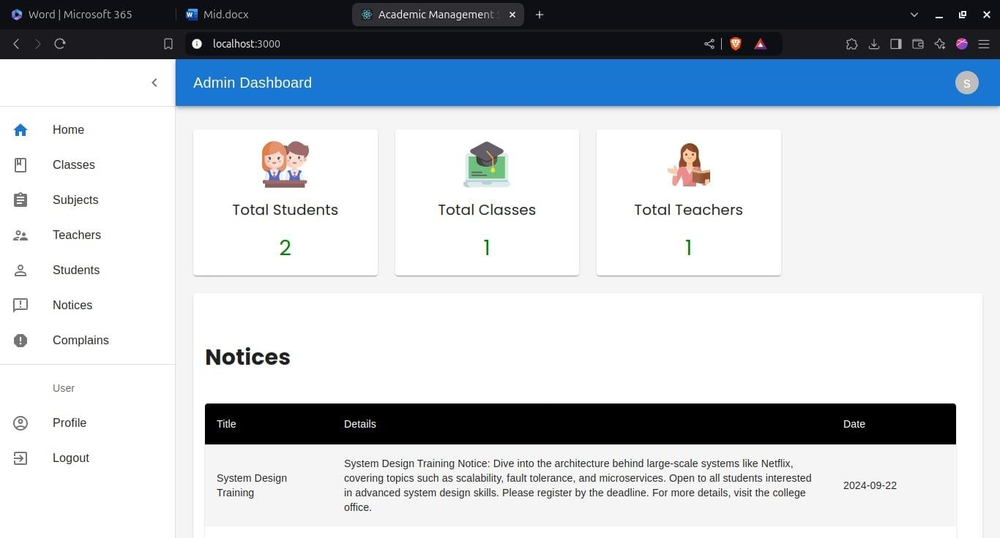 Word | Microsoft 365
Mid.docx
Academic Management
localhost:3000
Admin Dashboard
S
Home
Classes
Subjects
Teachers
Students
Notices
Complains
User
Profile
Logout
Total Students
2
Total Classes
1
Total Teachers
1
Notices
Title Details Date
System Design Training Notice: Dive into the architecture behind large-scale systems like Netflix,
System Design
covering topics such as scalability, fault tolerance, and microservices. Open to all students interested
2024-09-22
Training
in advanced system design skills. Please register by the deadline. For more details, visit the college
office.